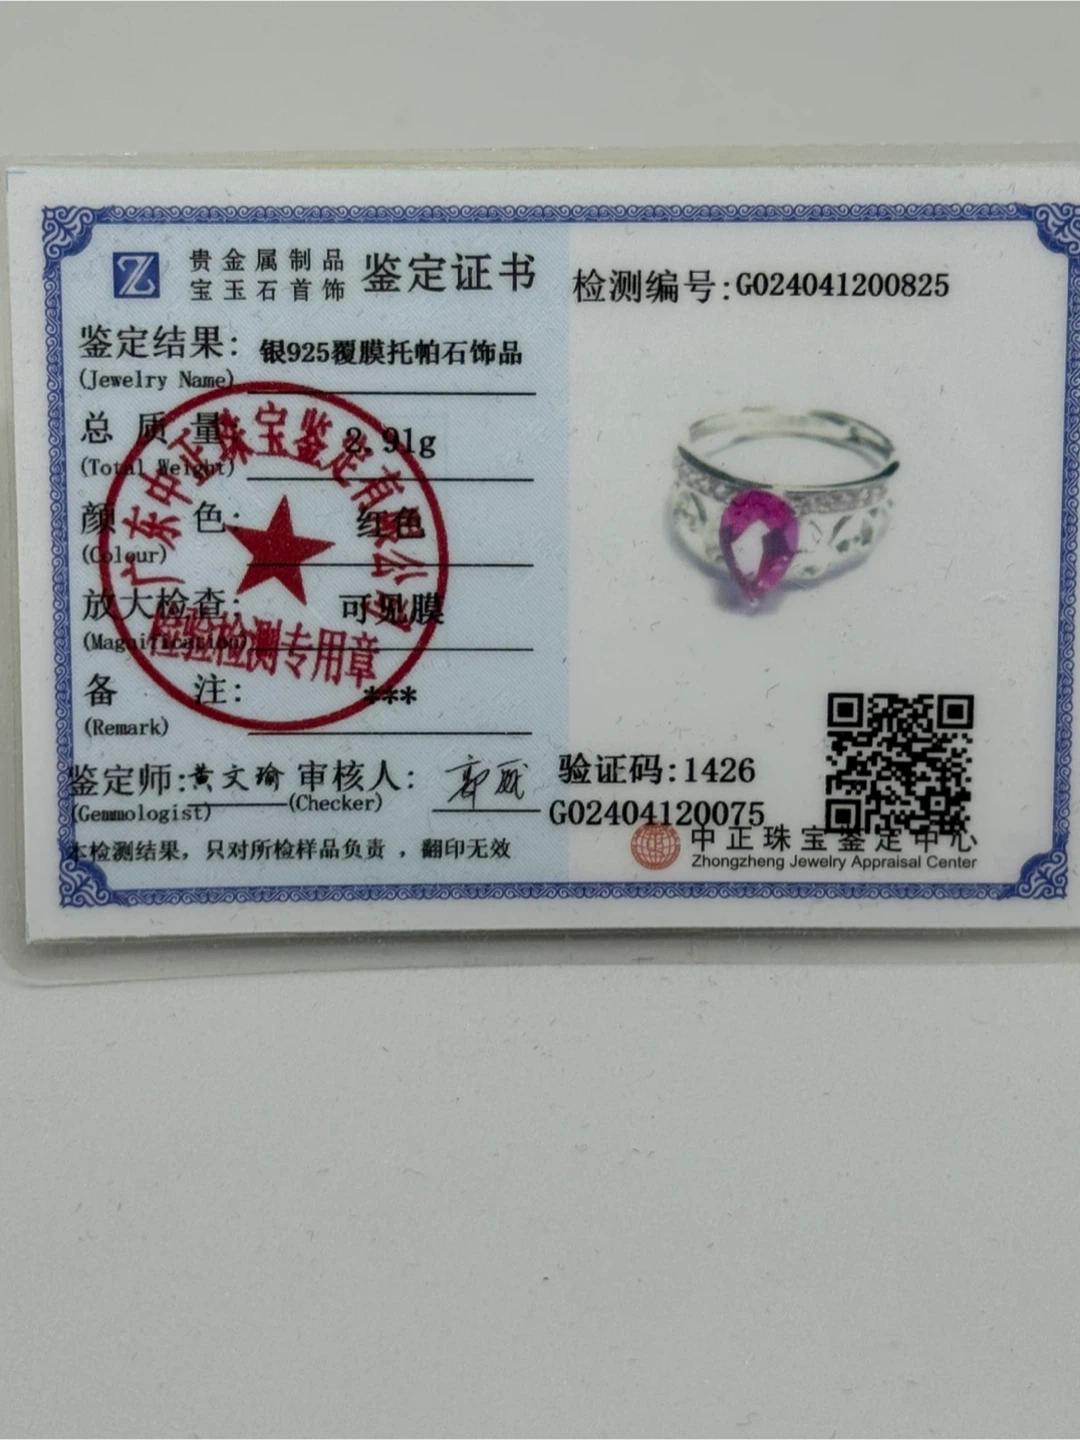 贵金属制品
宝玉石首饰
鉴定证书
检测编号:G024041200825
鉴定结果: 银925覆膜托帕石饰品
(Jewelry Name)
总质量: 2.91g
(Total Weight)
颜色: 红色
(Colour)
放大检查: 可见膜
(Magnification)
备注: ***
(Remark)
广东中正珠宝鉴定有限公司
检验检测专用章
鉴定师:黄文瑜 审核人:
(Gemmologist) (Checker)
本检测结果，只对所检样品负责，翻印无效
验证码:1426
G02404120075
中正珠宝鉴定中心
Zhongzheng Jewelry Appraisal Center